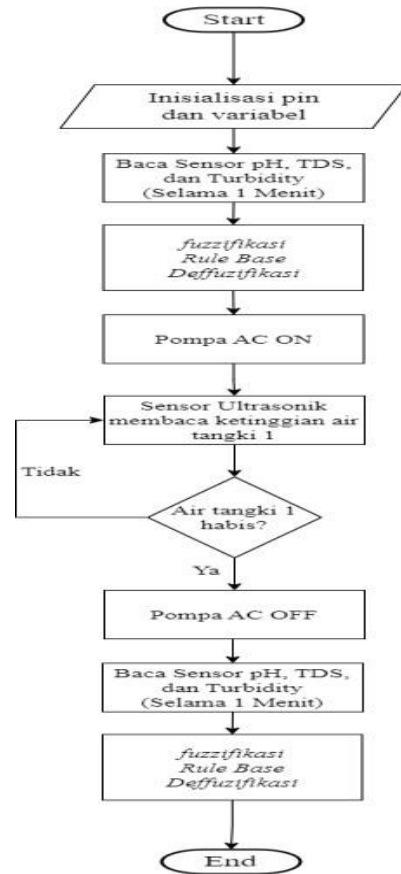 Start
Inisialisasi pin
dan variabel
Baca Sensor pH, TDS,
dan Turbidity
(Selama 1 Menit)
fuzzifikasi
Rule Base
Deffuzifikasi
Pompa AC ON
Sensor Ultrasonik
membaca ketinggian air
tangki 1
Tidak
Air tangki 1
habis?
Ya
Pompa AC OFF
Baca Sensor pH, TDS,
dan Turbidity
(Selama 1 Menit)
fuzzifikasi
Rule Base
Deffuzifikasi
End